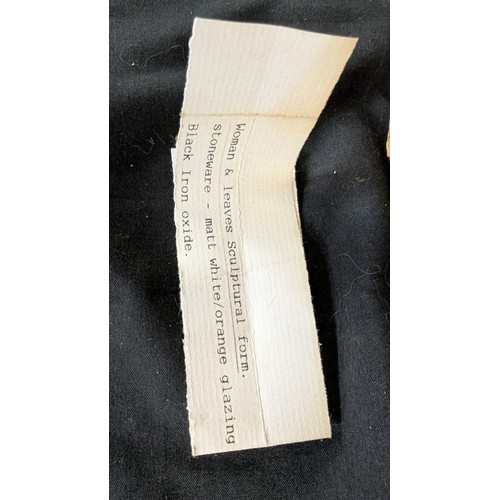 Woman & leaves Sculptural form.
stoneware - matt white/orange glazing
Black Iron oxide.